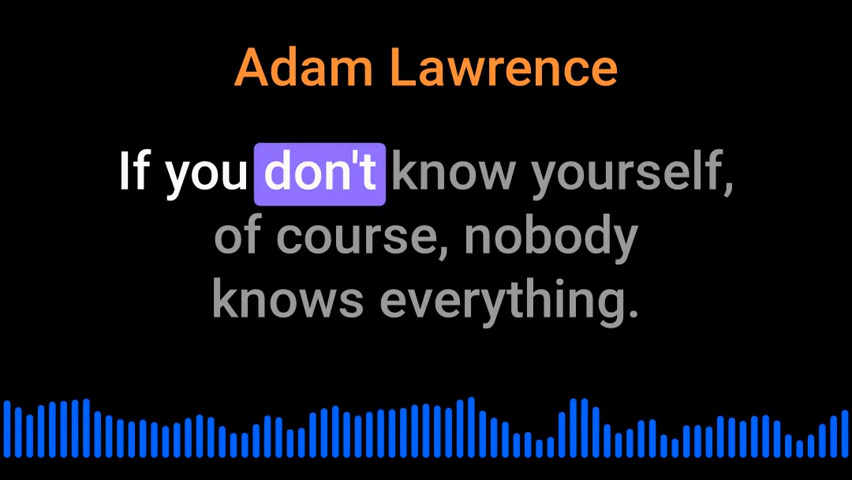 Adam Lawrence
If you don't know yourself,
of course, nobody
knows everything.